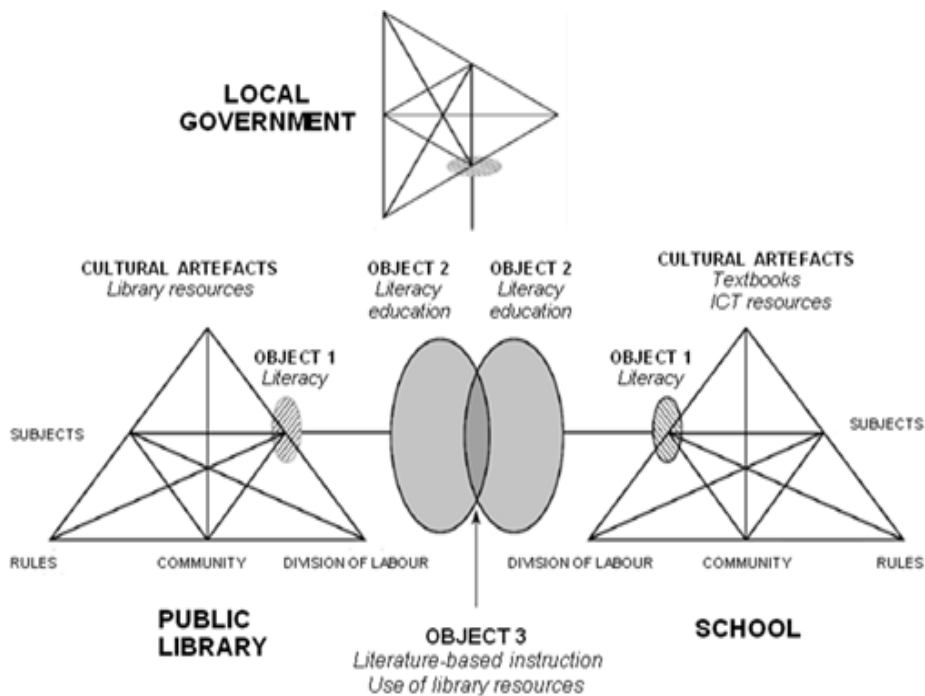 LOCAL
GOVERNMENT
CULTURAL ARTEFACTS
Library resources
OBJECT 2
Literacy
education
OBJECT 2
Literacy
education
CULTURAL ARTEFACTS
Textbooks
ICT resources
OBJECT 1
Literacy
OBJECT 1
Literacy
SUBJECTS
SUBJECTS
RULES
COMMUNITY
DIVISION OF LABOUR
DIVISION OF LABOUR
COMMUNITY
RULES
PUBLIC
LIBRARY
OBJECT 3
Literature-based instruction
Use of library resources
SCHOOL